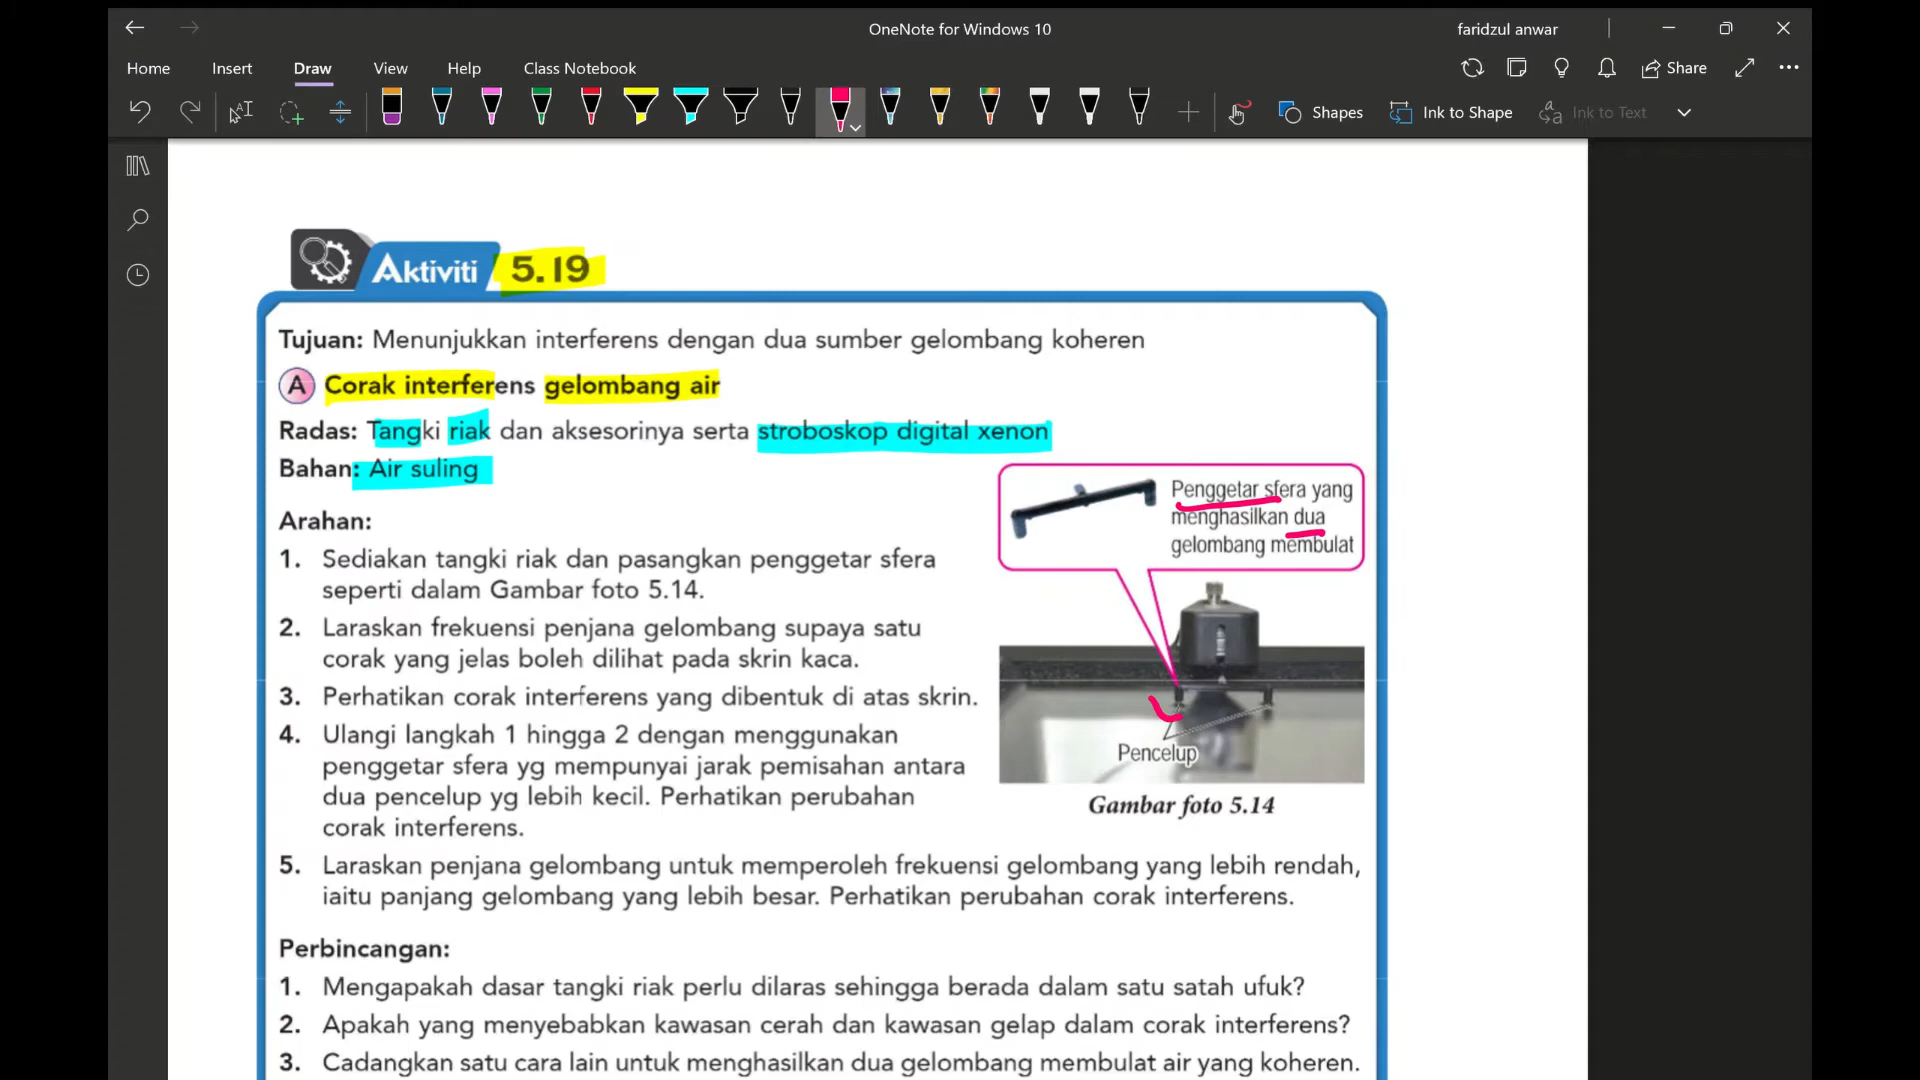 OneNote for Windows 10
faridzul anwar
Home Insert Draw View Help Class Notebook
Share
Shapes
Ink to Shape
Ink to Text
Aktiviti 5.19
Tujuan: Menunjukkan interferens dengan dua sumber gelombang koheren
A Corak interferens gelombang air
Radas: Tangki riak dan aksesorinya serta stroboskop digital xenon
Bahan: Air suling
Penggetar sfera yang
menghasilkan dua
gelombang membulat
Arahan:
1. Sediakan tangki riak dan pasangkan penggetar sfera
seperti dalam Gambar foto 5.14.
2. Laraskan frekuensi penjana gelombang supaya satu
corak yang jelas boleh dilihat pada skrin kaca.
3. Perhatikan corak interferens yang dibentuk di atas skrin.
4. Ulangi langkah 1 hingga 2 dengan menggunakan
penggetar sfera yg mempunyai jarak pemisahan antara
dua pencelup yg lebih kecil. Perhatikan perubahan
corak interferens.
Pencelup
Gambar foto 5.14
5. Laraskan penjana gelombang untuk memperoleh frekuensi gelombang yang lebih rendah,
iaitu panjang gelombang yang lebih besar. Perhatikan perubahan corak interferens.
Perbincangan:
1. Mengapakah dasar tangki riak perlu dilaras sehingga berada dalam satu satah ufuk?
2. Apakah yang menyebabkan kawasan cerah dan kawasan gelap dalam corak interferens?
3. Cadangkan satu cara lain untuk menghasilkan dua gelombang membulat air yang koheren.